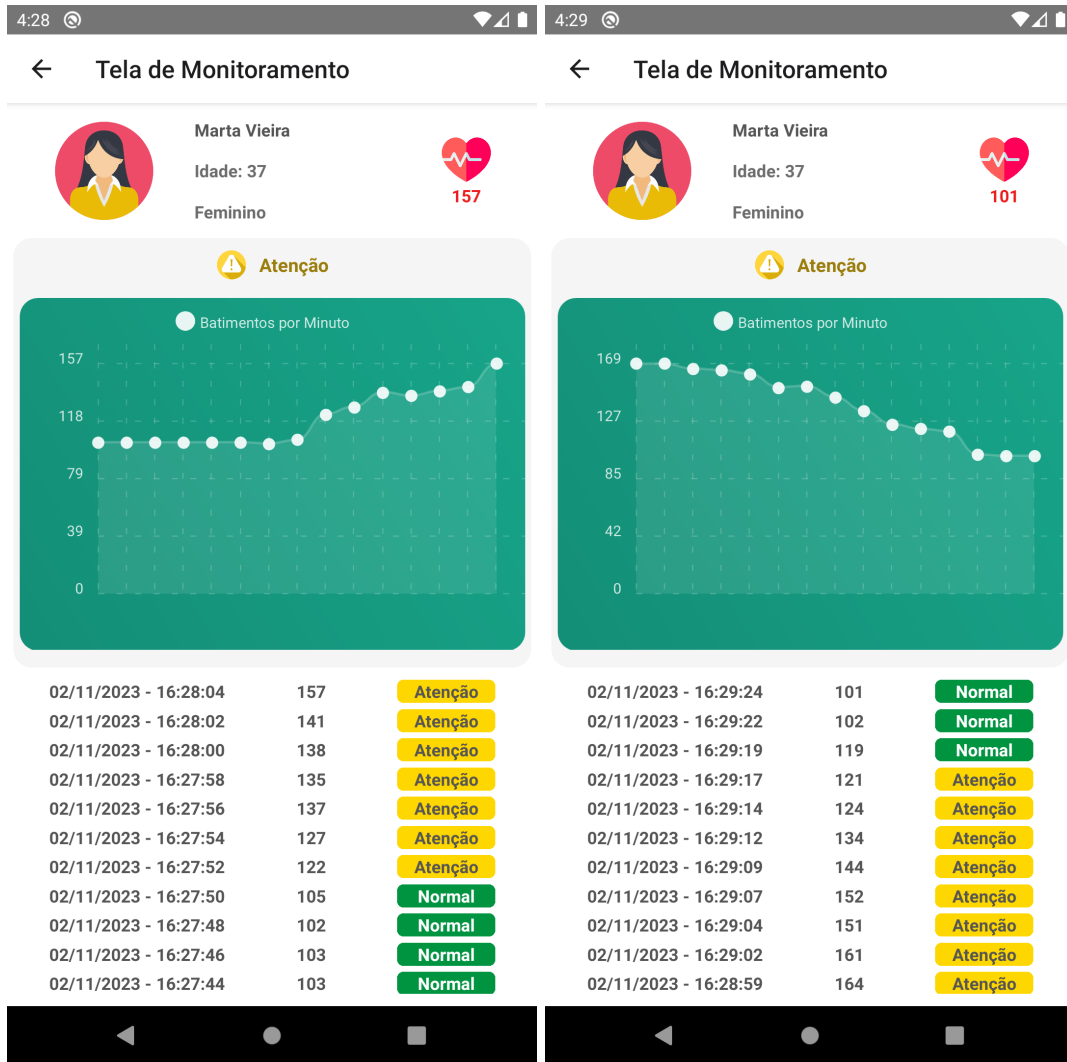 4:28
Tela de Monitoramento
Marta Vieira
Idade: 37
Feminino
157
Atenção
Batimentos por Minuto
157
118
79
39
0
02/11/2023 - 16:28:04 157 Atenção
02/11/2023 - 16:28:02 141 Atenção
02/11/2023 - 16:28:00 138 Atenção
02/11/2023 - 16:27:58 135 Atenção
02/11/2023 - 16:27:56 137 Atenção
02/11/2023 - 16:27:54 127 Atenção
02/11/2023 - 16:27:52 122 Atenção
02/11/2023 - 16:27:50 105 Normal
02/11/2023 - 16:27:48 102 Normal
02/11/2023 - 16:27:46 103 Normal
02/11/2023 - 16:27:44 103 Normal
4:29
Tela de Monitoramento
Marta Vieira
Idade: 37
Feminino
101
Atenção
Batimentos por Minuto
169
127
85
42
0
02/11/2023 - 16:29:24 101 Normal
02/11/2023 - 16:29:22 102 Normal
02/11/2023 - 16:29:19 119 Normal
02/11/2023 - 16:29:17 121 Atenção
02/11/2023 - 16:29:14 124 Atenção
02/11/2023 - 16:29:12 134 Atenção
02/11/2023 - 16:29:09 144 Atenção
02/11/2023 - 16:29:07 152 Atenção
02/11/2023 - 16:29:04 151 Atenção
02/11/2023 - 16:29:02 161 Atenção
02/11/2023 - 16:28:59 164 Atenção